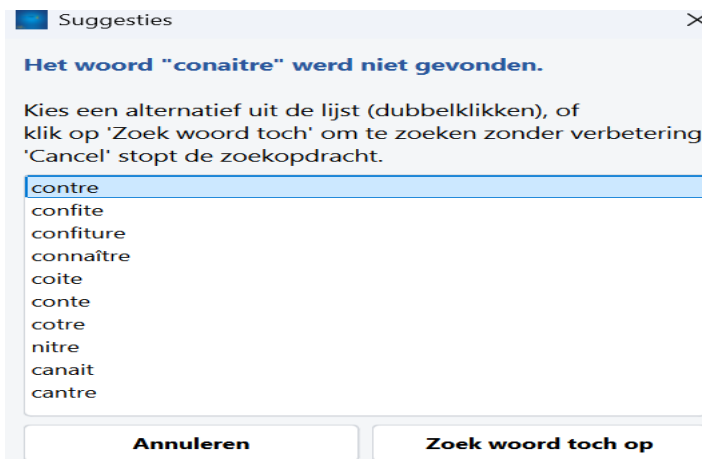 Suggesties
Het woord "conaitre" werd niet gevonden.
Kies een alternatief uit de lijst (dubbelklikken), of
klik op 'Zoek woord toch' om te zoeken zonder verbetering
'Cancel' stopt de zoekopdracht.
contre
confite
confiture
connaître
coite
conte
cotre
nitre
canait
cantre
Annuleren Zoek woord toch op